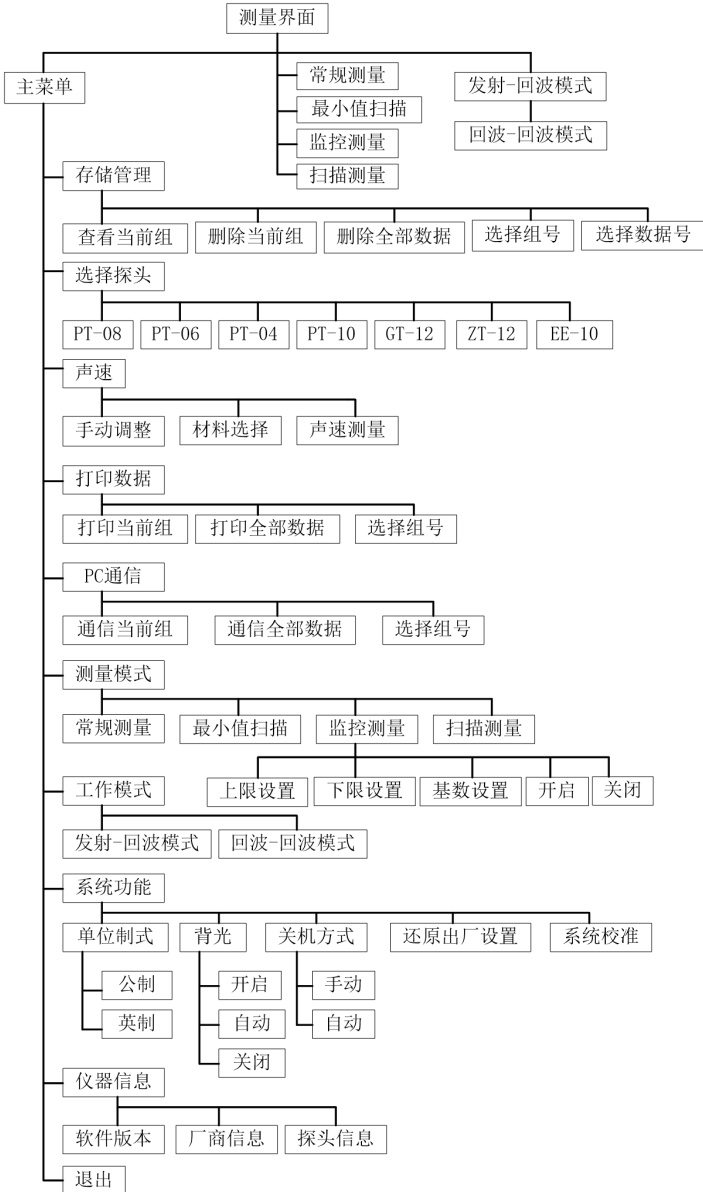 测量界面
主菜单
常规测量
最小值扫描
监控测量
扫描测量
发射-回波模式
回波-回波模式
存储管理
查看当前组 删除当前组 删除全部数据 选择组号 选择数据号
选择探头
PT-08 PT-06 PT-04 PT-10 GT-12 ZT-12 EE-10
声速
手动调整 材料选择 声速测量
打印数据
打印当前组 打印全部数据 选择组号
PC通信
通信当前组 通信全部数据 选择组号
测量模式
常规测量 最小值扫描 监控测量 扫描测量
上限设置 下限设置 基数设置 开启 关闭
工作模式
发射-回波模式 回波-回波模式
系统功能
单位制式 背光 关机方式 还原出厂设置 系统校准
公制 开启 手动
英制 自动 自动
关闭
仪器信息
软件版本 厂商信息 探头信息
退出